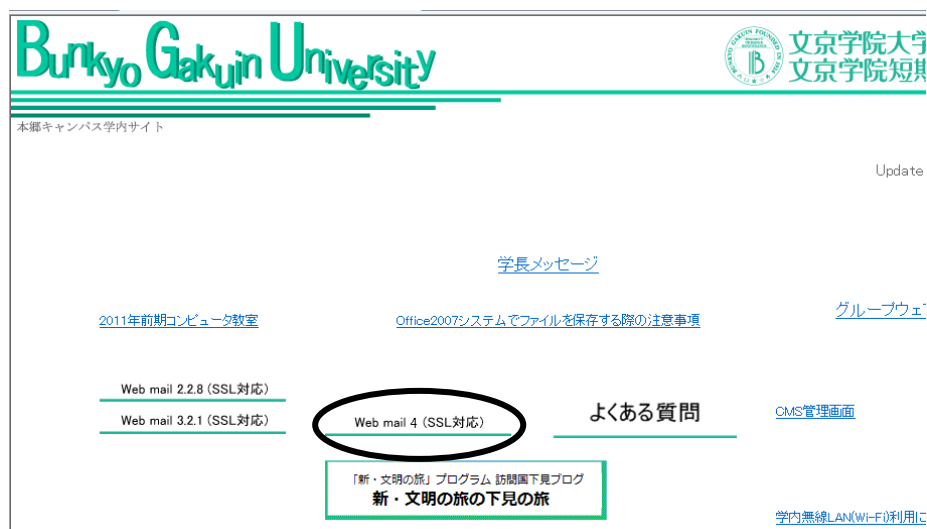 Bunkyo Gakuin University
文京学院大学
文京学院短期
本郷キャンパス学内サイト
Update
学長メッセージ
グループウェア
2011年前期コンピュータ教室
Office2007システムでファイルを保存する際の注意事項
Web mail 2.2.8 (SSL対応)
Web mail 3.2.1 (SSL対応)
Web mail 4 (SSL対応)
よくある質問
CMS管理画面
「新・文明の旅」プログラム 訪問国下見ブログ
新・文明の旅の下見の旅
学内無線LAN(Wi-Fi)利用に